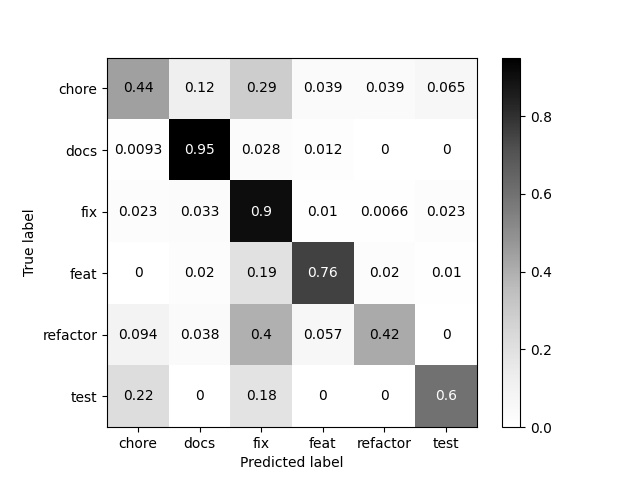 chore 0.44 0.12 0.29 0.039 0.039 0.065
docs 0.0093 0.95 0.028 0.012 0 0
fix 0.023 0.033 0.9 0.01 0.0066 0.023
feat 0 0.02 0.19 0.76 0.02 0.01
refactor 0.094 0.038 0.4 0.057 0.42 0
test 0.22 0 0.18 0 0 0.6
chore docs fix feat refactor test
Predicted label
True label
0.8
0.6
0.4
0.2
0.0